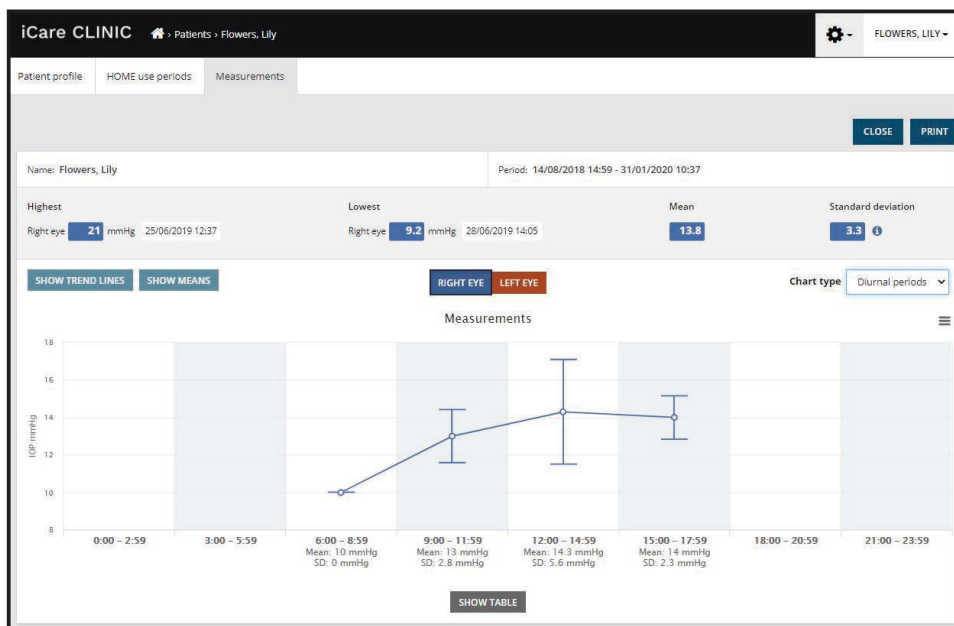 iCare CLINIC > Patients > Flowers, Lily FLOWERS, LILY
Patient profile HOME use periods Measurements
CLOSE PRINT
Name: Flowers, Lily Period: 14/08/2018 14:59 - 31/01/2020 10:37
Highest Lowest Mean Standard deviation
Right eye 21 mmHg 25/06/2019 12:37 Right eye 9.2 mmHg 28/06/2019 14:05 13.8 3.3 i
SHOW TREND LINES SHOW MEANS RIGHT EYE LEFT EYE Chart type Diurnal periods
Measurements
18
16
14
12
10
8
IOP mmHg
0:00 – 2:59 3:00 – 5:59 6:00 – 8:59 9:00 – 11:59 12:00 – 14:59 15:00 – 17:59 18:00 – 20:59 21:00 – 23:59
Mean: 10 mmHg Mean: 13 mmHg Mean: 14.3 mmHg Mean: 14 mmHg
SD: 0 mmHg SD: 2.8 mmHg SD: 5.6 mmHg SD: 2.3 mmHg
SHOW TABLE